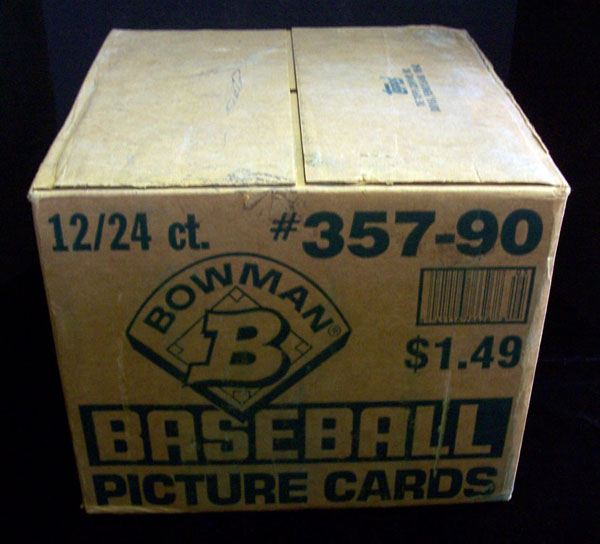 12/24 ct. #357-90
BOWMAN®
B
$1.49
BASEBALL
PICTURE CARDS